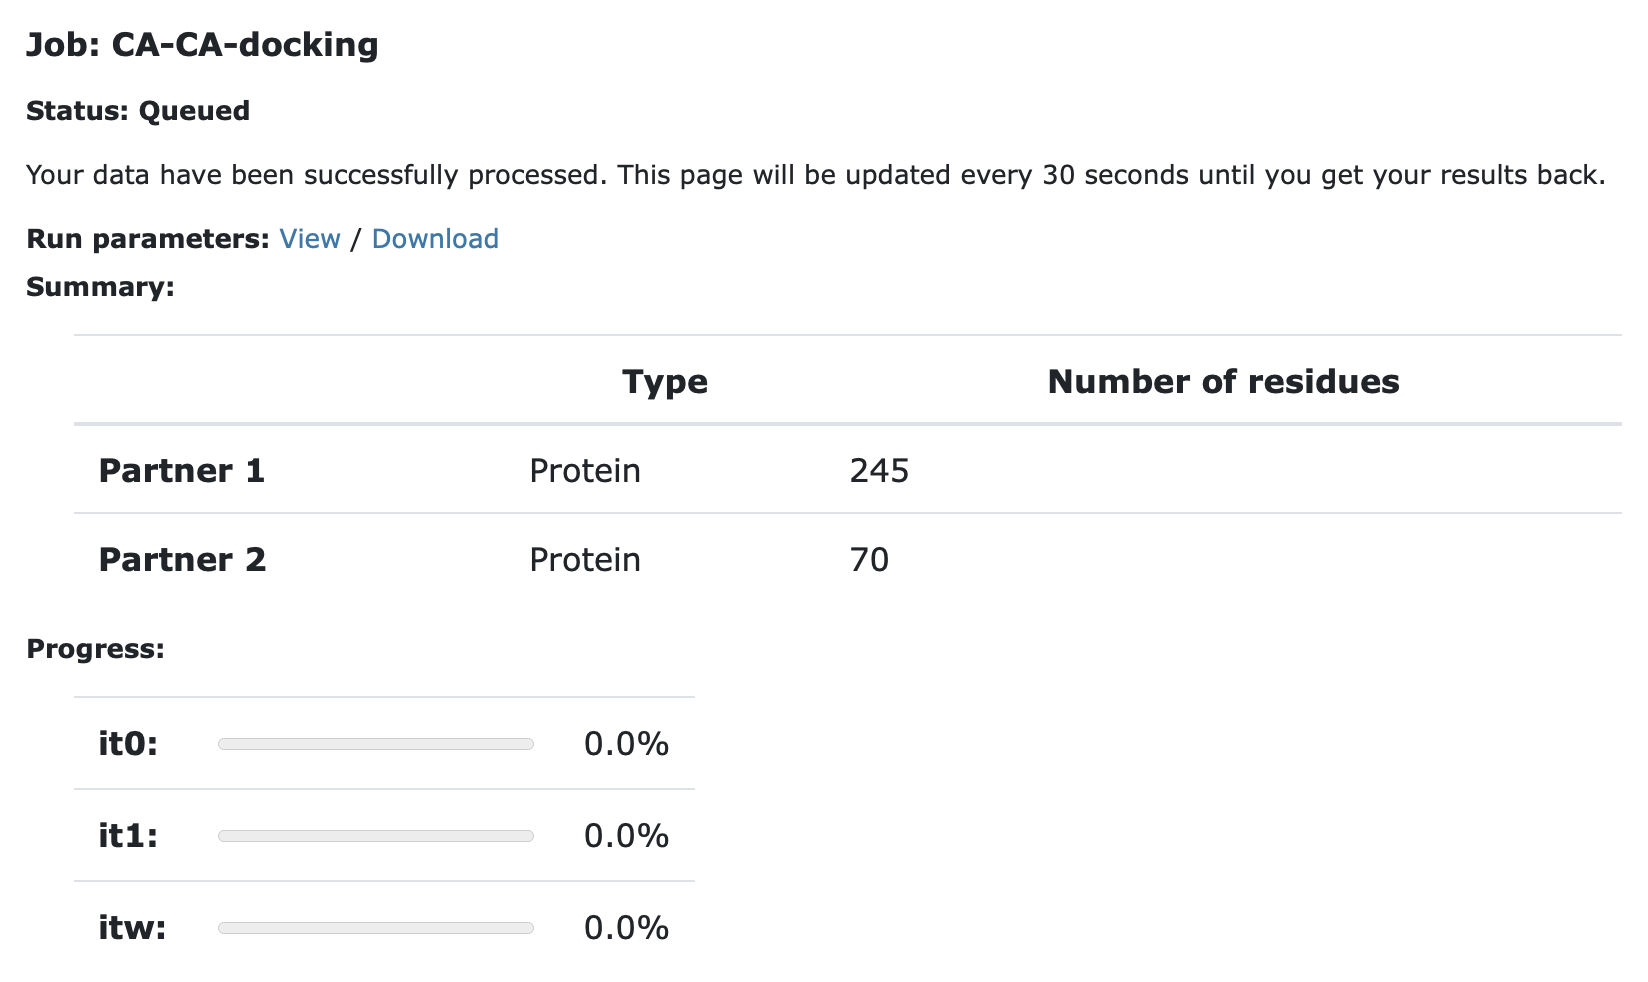 Job: CA-CA-docking
Status: Queued
Your data have been successfully processed. This page will be updated every 30 seconds until you get your results back.
Run parameters: View / Download
Summary:
Type Number of residues
Partner 1 Protein 245
Partner 2 Protein 70
Progress:
it0: 0.0%
it1: 0.0%
itw: 0.0%